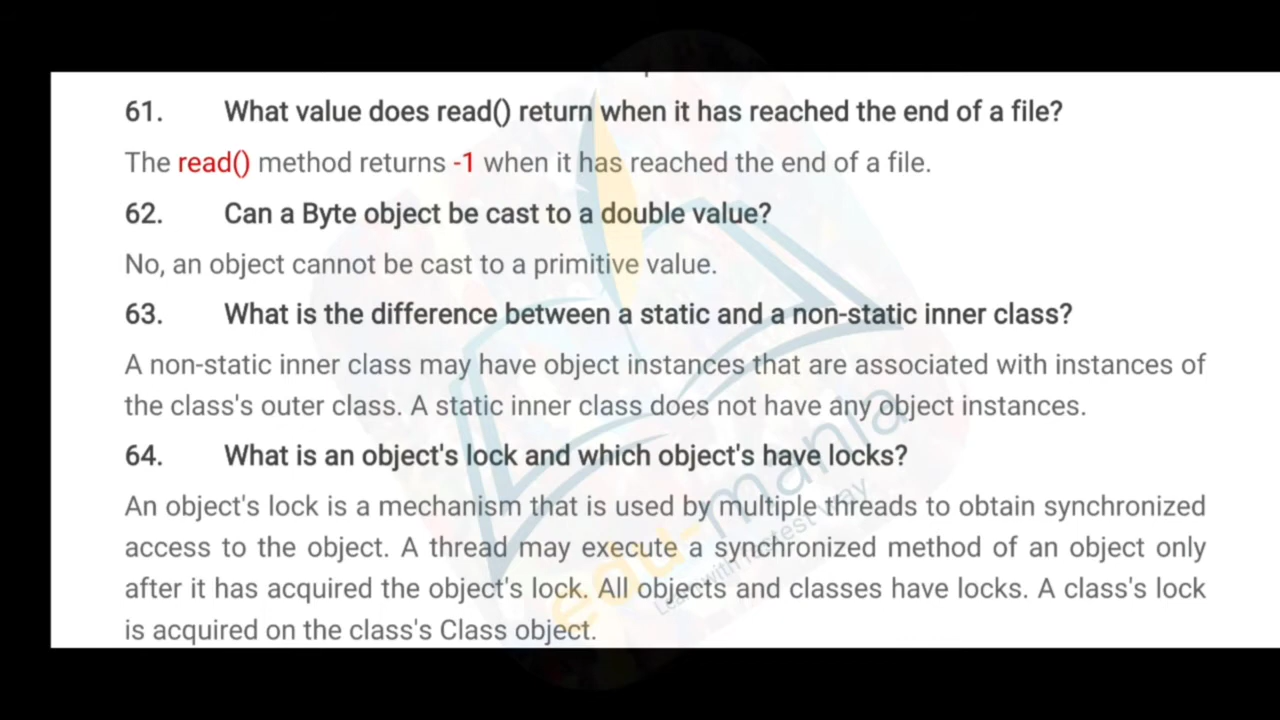 61. What value does read() return when it has reached the end of a file?
The read() method returns -1 when it has reached the end of a file.
62. Can a Byte object be cast to a double value?
No, an object cannot be cast to a primitive value.
63. What is the difference between a static and a non-static inner class?
A non-static inner class may have object instances that are associated with instances of
the class's outer class. A static inner class does not have any object instances.
64. What is an object's lock and which object's have locks?
An object's lock is a mechanism that is used by multiple threads to obtain synchronized
access to the object. A thread may execute a synchronized method of an object only
after it has acquired the object's lock. All objects and classes have locks. A class's lock
is acquired on the class's Class object.
edu-mania